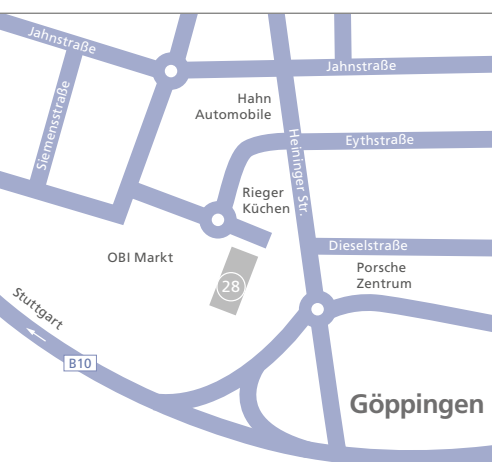 Jahnstraße
Jahnstraße
Hahn
Automobile
Siemensstraße
Eythstraße
Heininger Str.
Rieger
Küchen
Dieselstraße
OBI Markt
Porsche
Zentrum
28
Stuttgart
B10
Göppingen